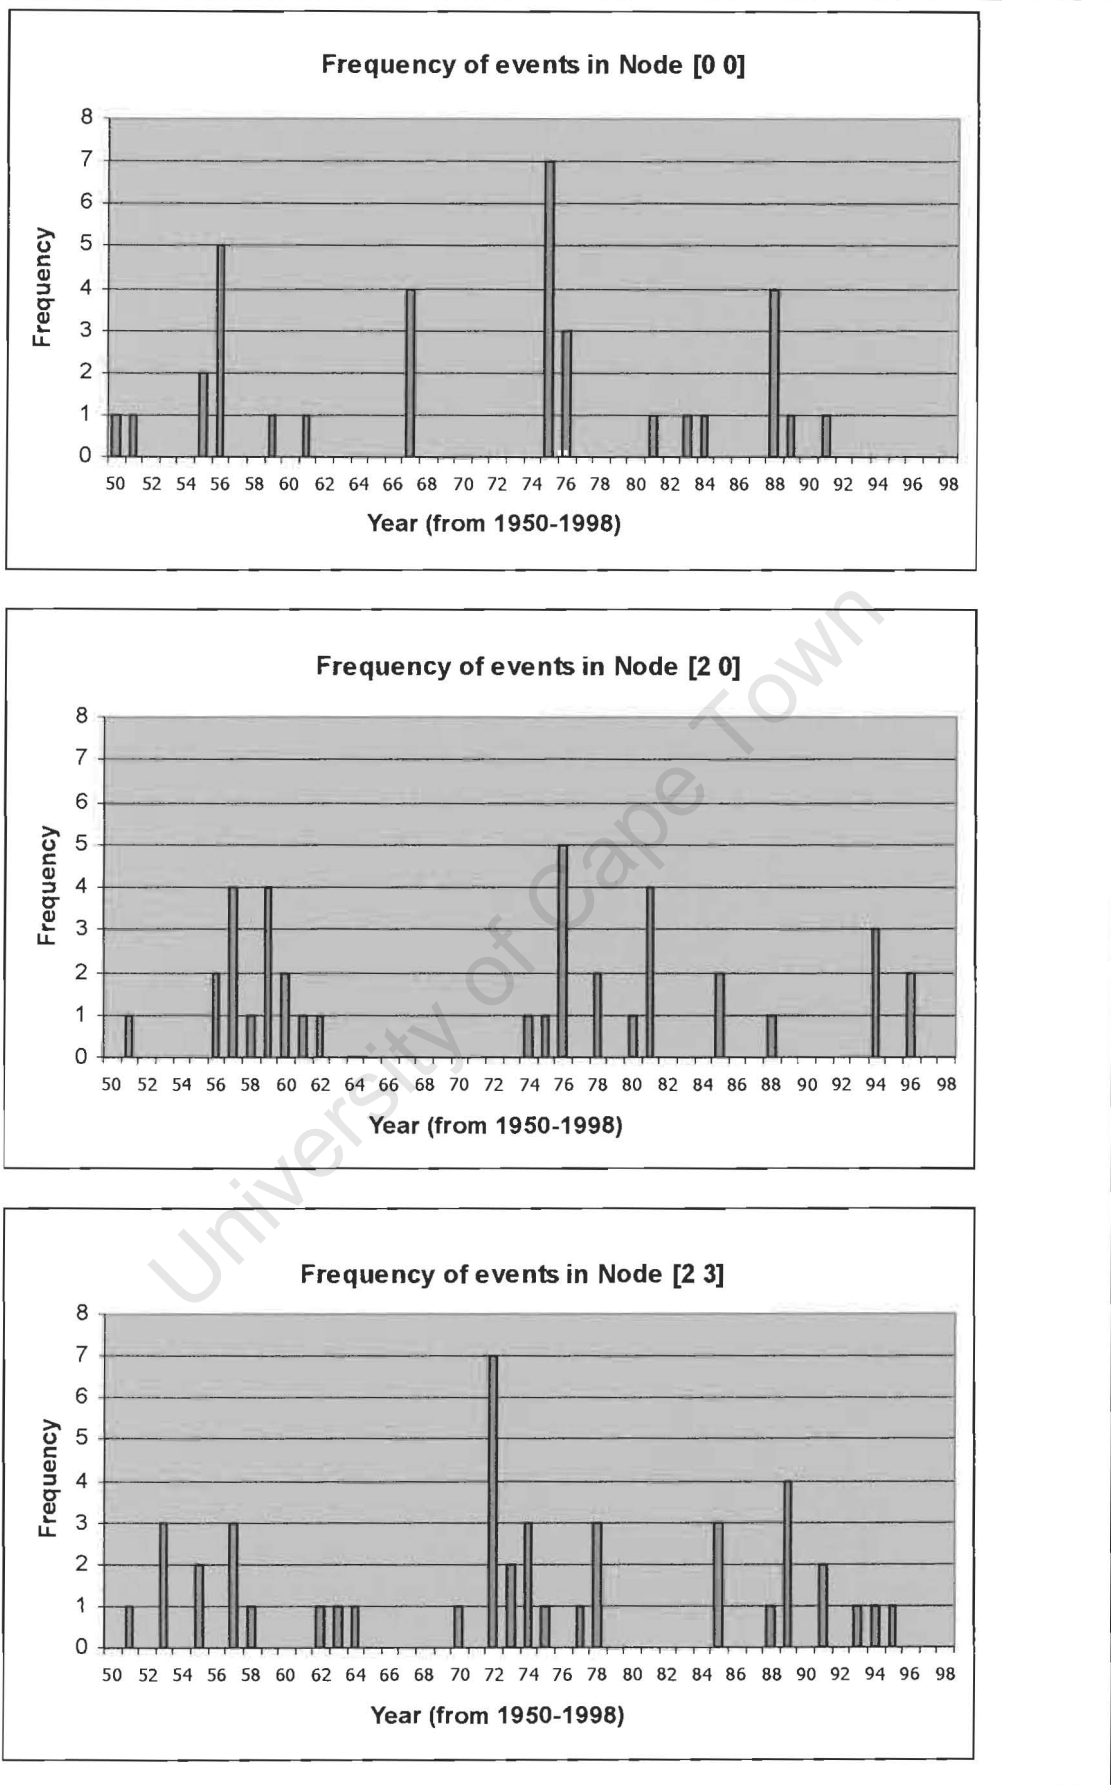 Frequency of events in Node [0 0]
8
7
6
5
4
3
2
1
0
Frequency
50 52 54 56 58 60 62 64 66 68 70 72 74 76 78 80 82 84 86 88 90 92 94 96 98
Year (from 1950-1998)
Frequency of events in Node [2 0]
8
7
6
5
4
3
2
1
0
Frequency
50 52 54 56 58 60 62 64 66 68 70 72 74 76 78 80 82 84 86 88 90 92 94 96 98
Year (from 1950-1998)
Frequency of events in Node [2 3]
8
7
6
5
4
3
2
1
0
Frequency
50 52 54 56 58 60 62 64 66 68 70 72 74 76 78 80 82 84 86 88 90 92 94 96 98
Year (from 1950-1998)
University of Cape Town